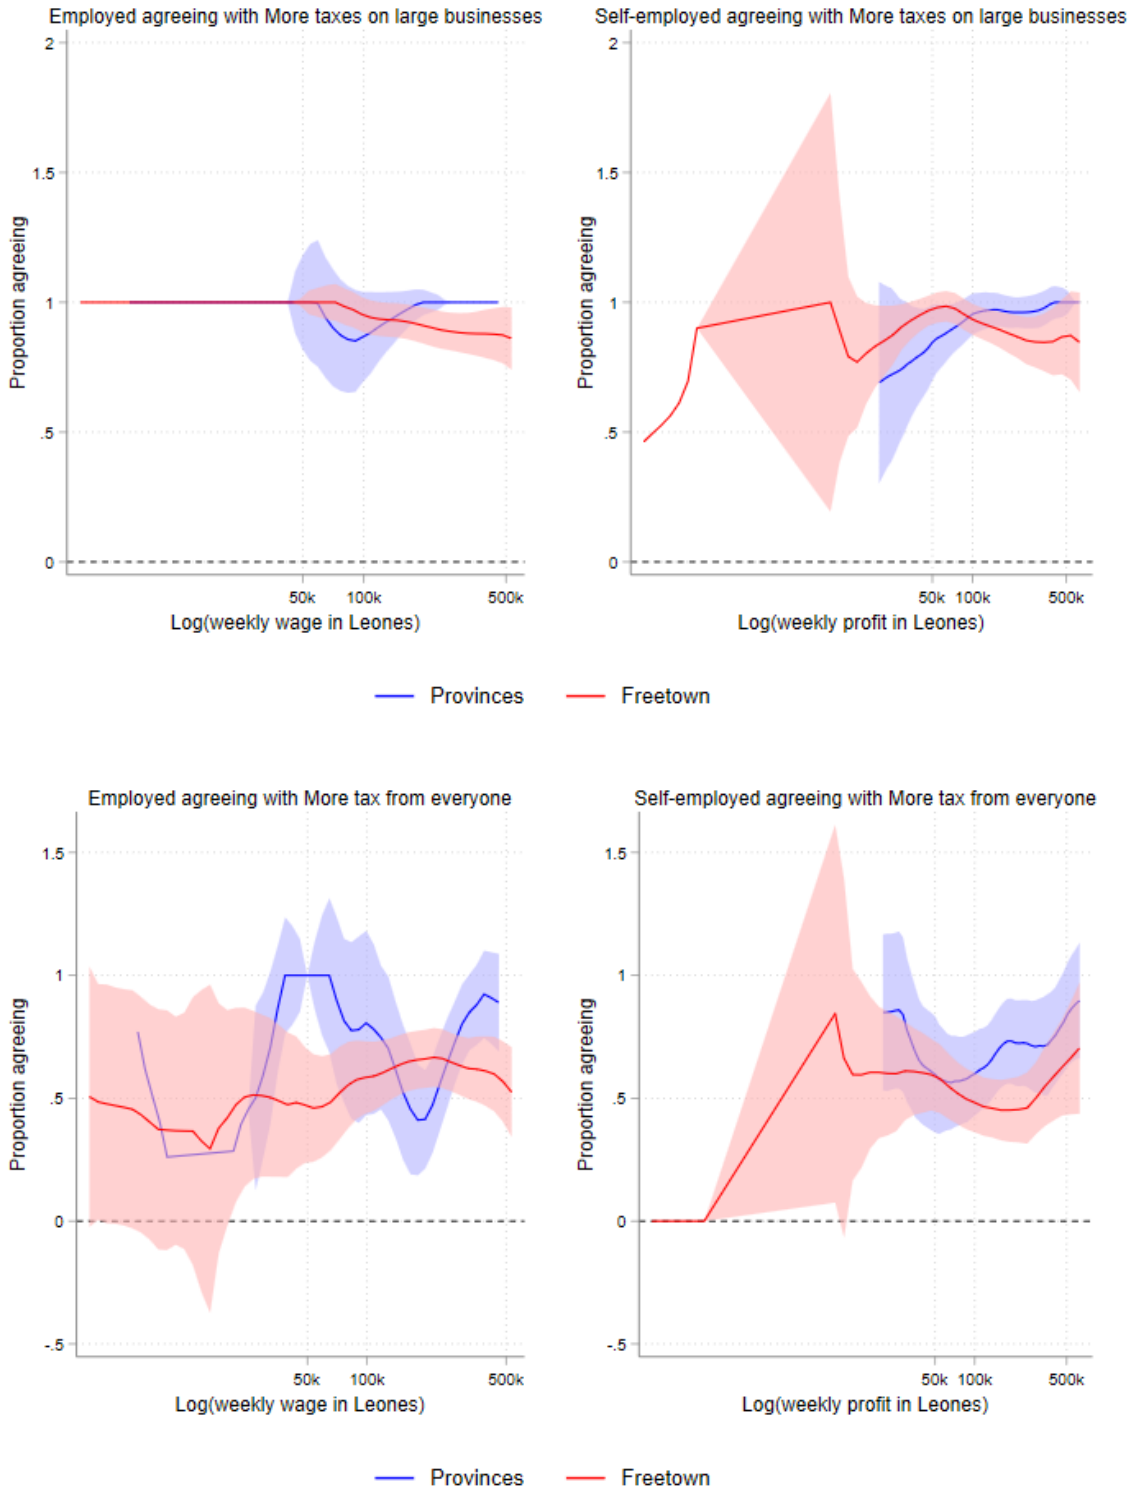 Employed agreeing with More taxes on large businesses
Proportion agreeing
2
1.5
1
.5
0
50k 100k 500k
Log(weekly wage in Leones)
Self-employed agreeing with More taxes on large businesses
Proportion agreeing
2
1.5
1
.5
0
50k 100k 500k
Log(weekly profit in Leones)
Provinces Freetown
Employed agreeing with More tax from everyone
Proportion agreeing
1.5
1
.5
0
-.5
50k 100k 500k
Log(weekly wage in Leones)
Self-employed agreeing with More tax from everyone
Proportion agreeing
1.5
1
.5
0
-.5
50k 100k 500k
Log(weekly profit in Leones)
Provinces Freetown